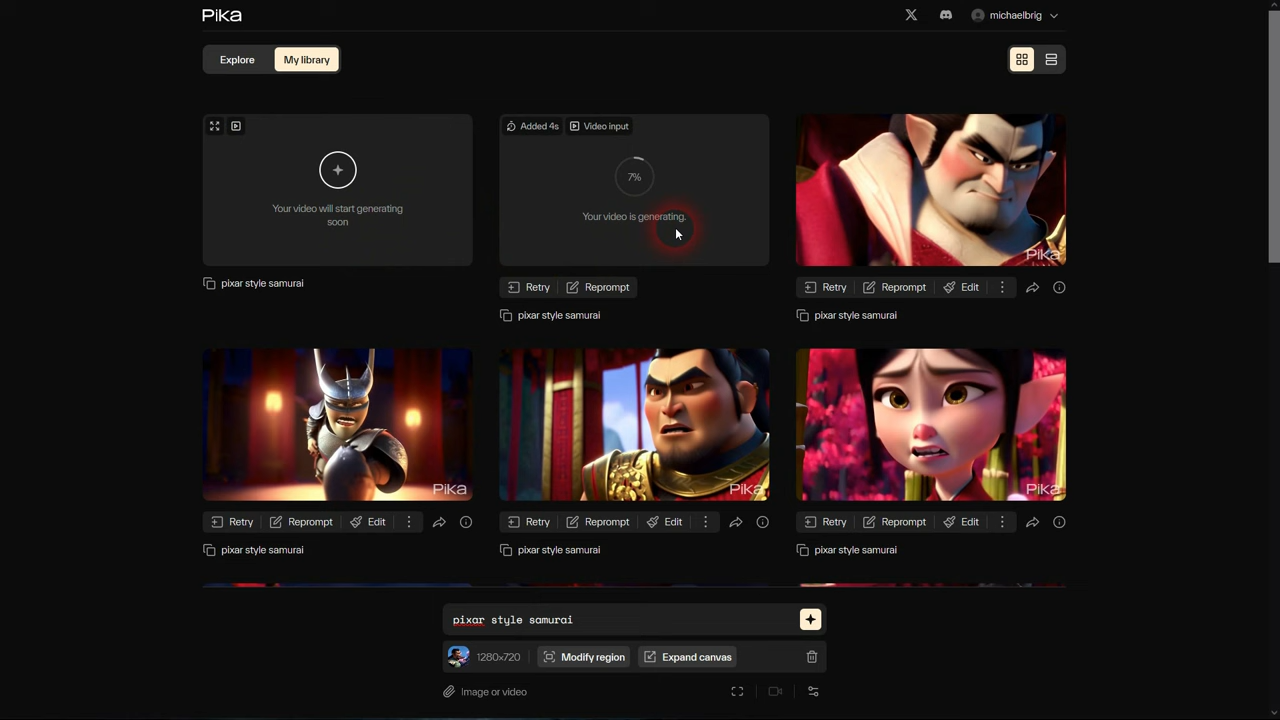 Pika
michaelbrig
Explore
My library
Your video will start generating
soon
pixar style samurai
Added 4s
Video input
7%
Your video is generating.
Retry
Reprompt
pixar style samurai
Pika
Retry
Reprompt
Edit
pixar style samurai
Pika
Retry
Reprompt
Edit
pixar style samurai
Pika
Retry
Reprompt
Edit
pixar style samurai
Pika
Retry
Reprompt
Edit
pixar style samurai
pixar style samurai
1280×720
Modify region
Expand canvas
Image or video